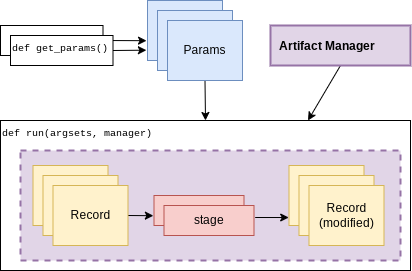 def get_params()
Params
Artifact Manager
def run(argsets, manager)
Record
stage
Record
(modified)